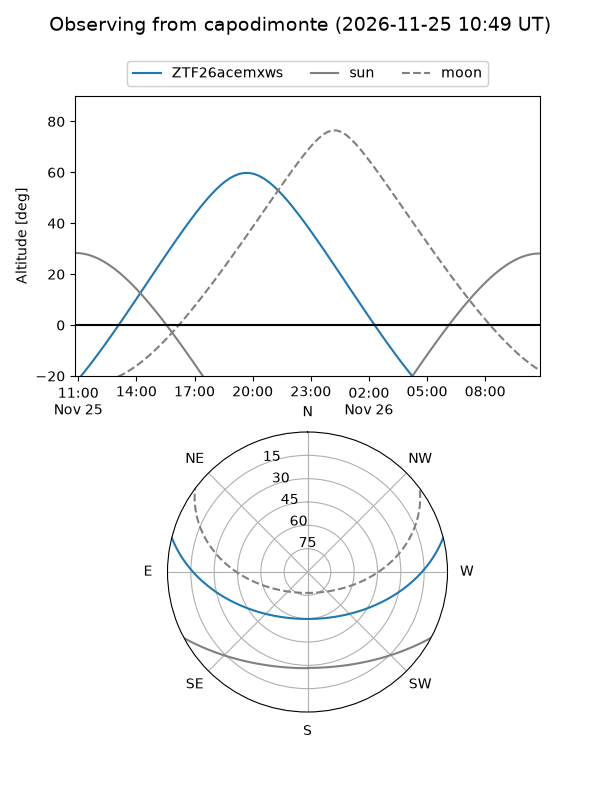 Observing from capodimonte (2026-11-25 10:49 UT)
ZTF26acemxws sun moon
Altitude [deg]
80
60
40
20
0
−20
11:00 14:00 17:00 20:00 23:00 02:00 05:00 08:00
Nov 25 Nov 26
N
NE NW
15
30
45
60
75
E W
SE SW
S